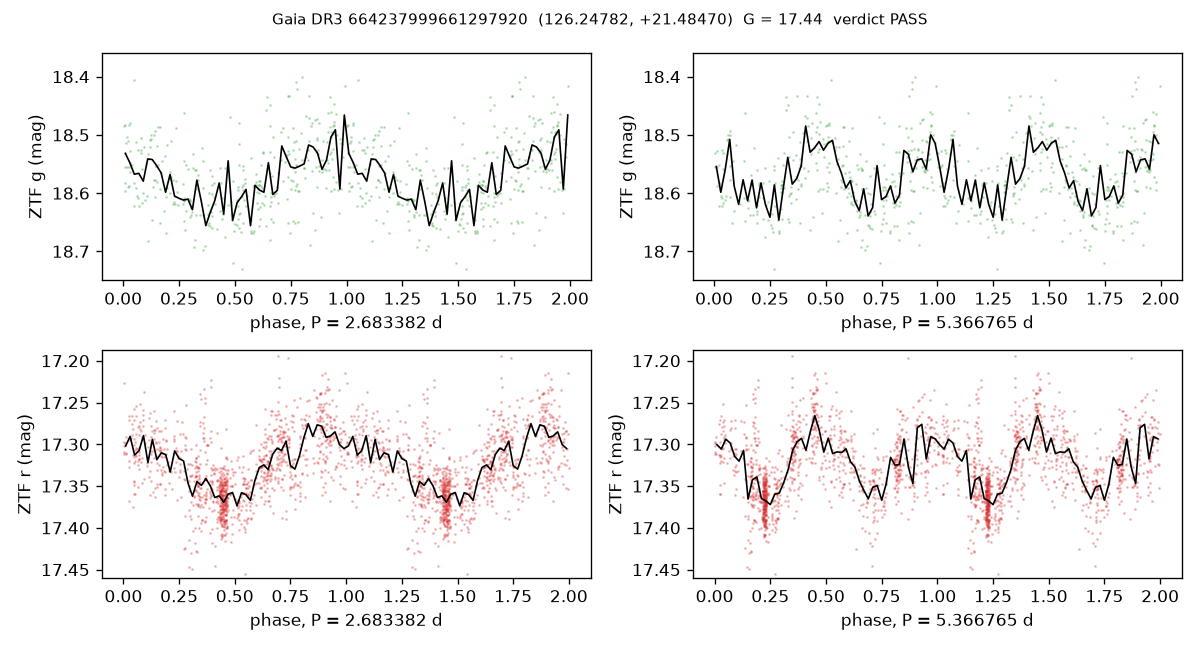 Gaia DR3 664237999661297920 (126.24782, +21.48470) G = 17.44 verdict PASS
ZTF g (mag)
18.4
18.5
18.6
18.7
0.00 0.25 0.50 0.75 1.00 1.25 1.50 1.75 2.00
phase, P = 2.683382 d
ZTF g (mag)
18.4
18.5
18.6
18.7
0.00 0.25 0.50 0.75 1.00 1.25 1.50 1.75 2.00
phase, P = 5.366765 d
ZTF r (mag)
17.20
17.25
17.30
17.35
17.40
17.45
0.00 0.25 0.50 0.75 1.00 1.25 1.50 1.75 2.00
phase, P = 2.683382 d
ZTF r (mag)
17.20
17.25
17.30
17.35
17.40
17.45
0.00 0.25 0.50 0.75 1.00 1.25 1.50 1.75 2.00
phase, P = 5.366765 d